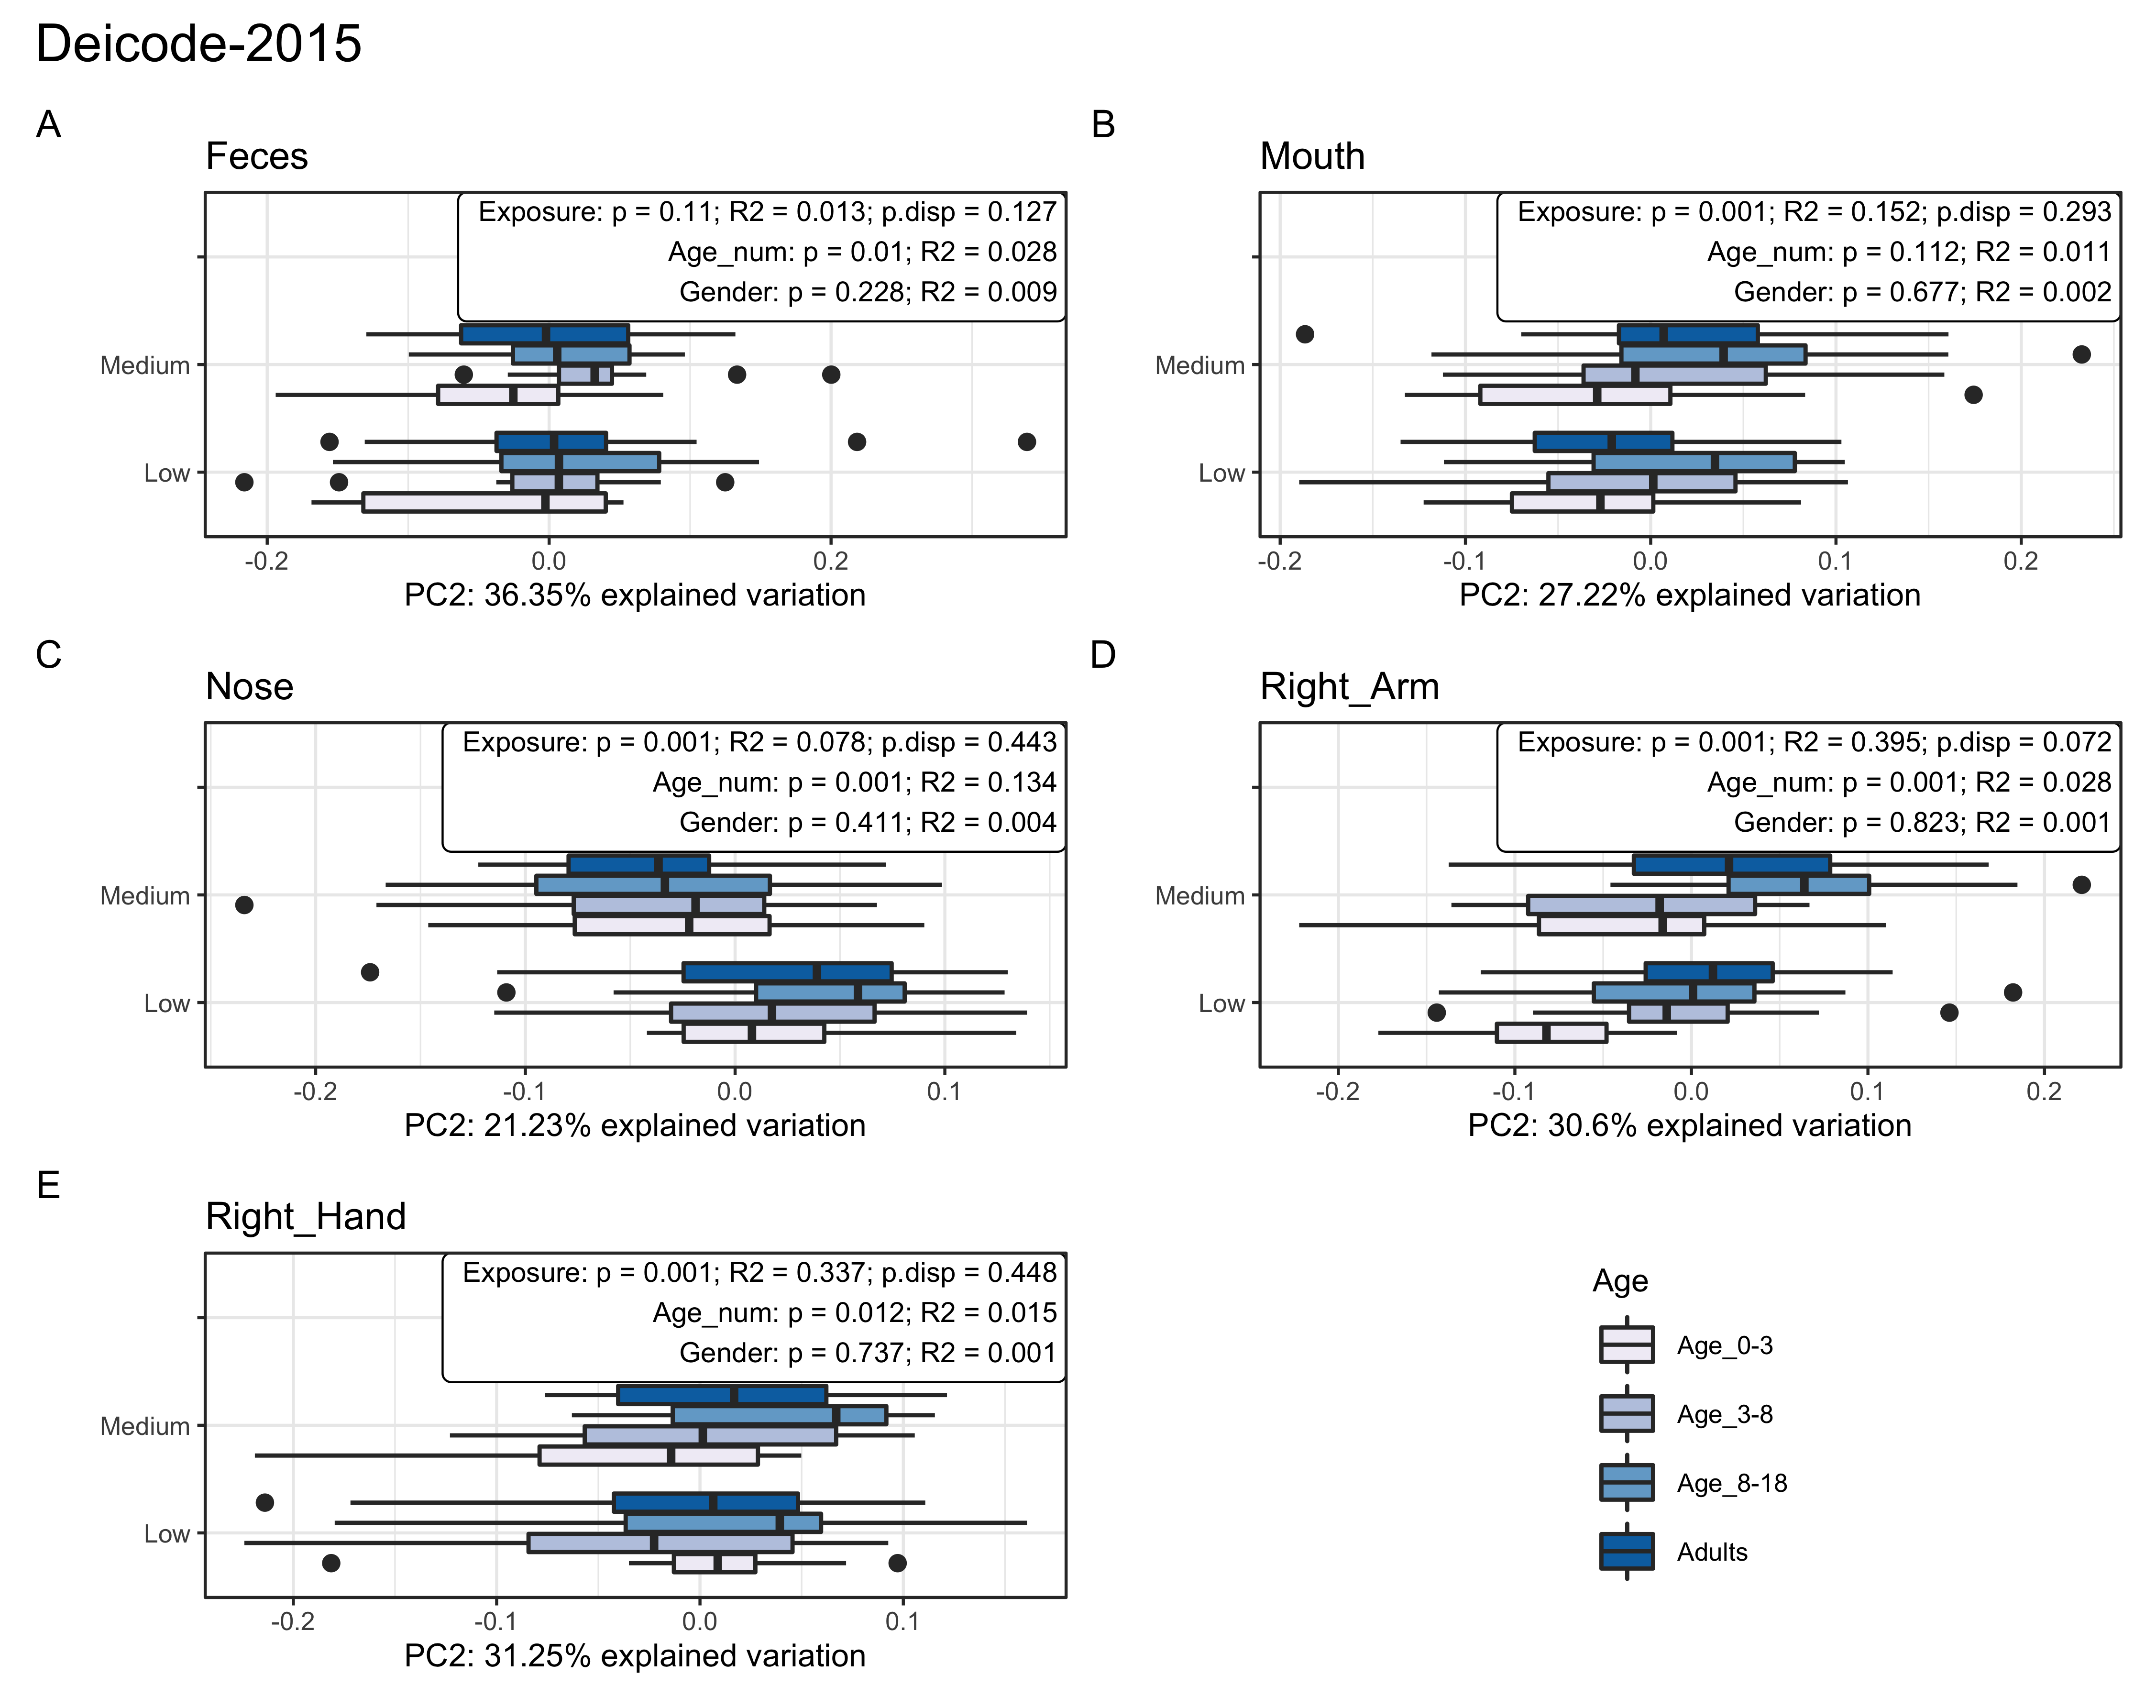 Deicode-2015
A
Feces
Exposure: p = 0.11; R2 = 0.013; p.disp = 0.127
Age_num: p = 0.01; R2 = 0.028
Gender: p = 0.228; R2 = 0.009
Medium
Low
-0.2 0.0 0.2
PC2: 36.35% explained variation
B
Mouth
Exposure: p = 0.001; R2 = 0.152; p.disp = 0.293
Age_num: p = 0.112; R2 = 0.011
Gender: p = 0.677; R2 = 0.002
Medium
Low
-0.2 -0.1 0.0 0.1 0.2
PC2: 27.22% explained variation
C
Nose
Exposure: p = 0.001; R2 = 0.078; p.disp = 0.443
Age_num: p = 0.001; R2 = 0.134
Gender: p = 0.411; R2 = 0.004
Medium
Low
-0.2 -0.1 0.0 0.1
PC2: 21.23% explained variation
D
Right_Arm
Exposure: p = 0.001; R2 = 0.395; p.disp = 0.072
Age_num: p = 0.001; R2 = 0.028
Gender: p = 0.823; R2 = 0.001
Medium
Low
-0.2 -0.1 0.0 0.1 0.2
PC2: 30.6% explained variation
E
Right_Hand
Exposure: p = 0.001; R2 = 0.337; p.disp = 0.448
Age_num: p = 0.012; R2 = 0.015
Gender: p = 0.737; R2 = 0.001
Medium
Low
-0.2 -0.1 0.0 0.1
PC2: 31.25% explained variation
Age
Age_0-3
Age_3-8
Age_8-18
Adults